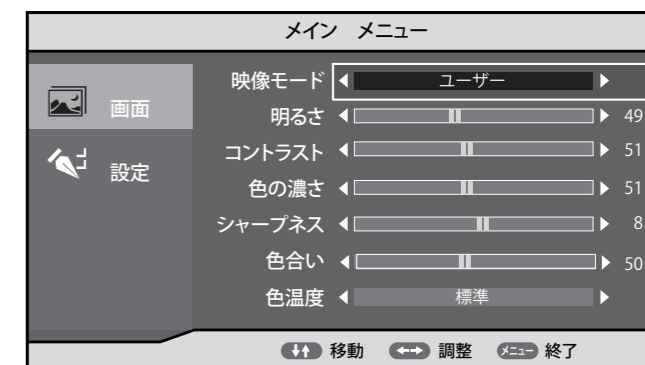 メイン メニュー
画面
設定
映像モード ユーザー
明るさ 49
コントラスト 51
色の濃さ 51
シャープネス 8
色合い 50
色温度 標準
移動 調整 メニュー 終了